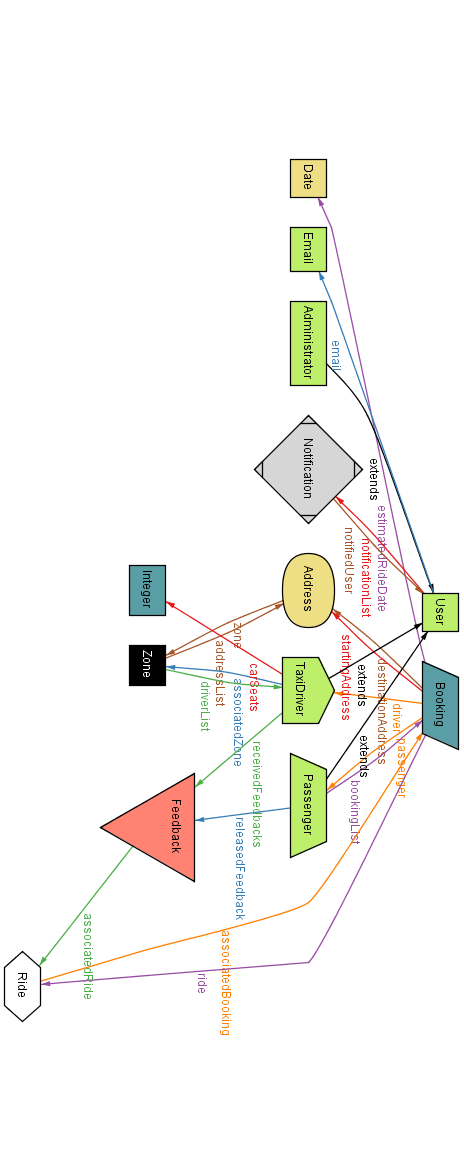 User
Booking
Date
Email
Administrator
Notification
Address
TaxiDriver
Passenger
Integer
Zone
Feedback
Ride
email
extends
estimatedRideDate
notificationList
notifiedUser
startingAddress
destinationAddress
extends
driver
passenger
extends
bookingList
zone
addressList
carSeats
associatedZone
driverList
receivedFeedbacks
releasedFeedback
associatedRide
associatedBooking
ride